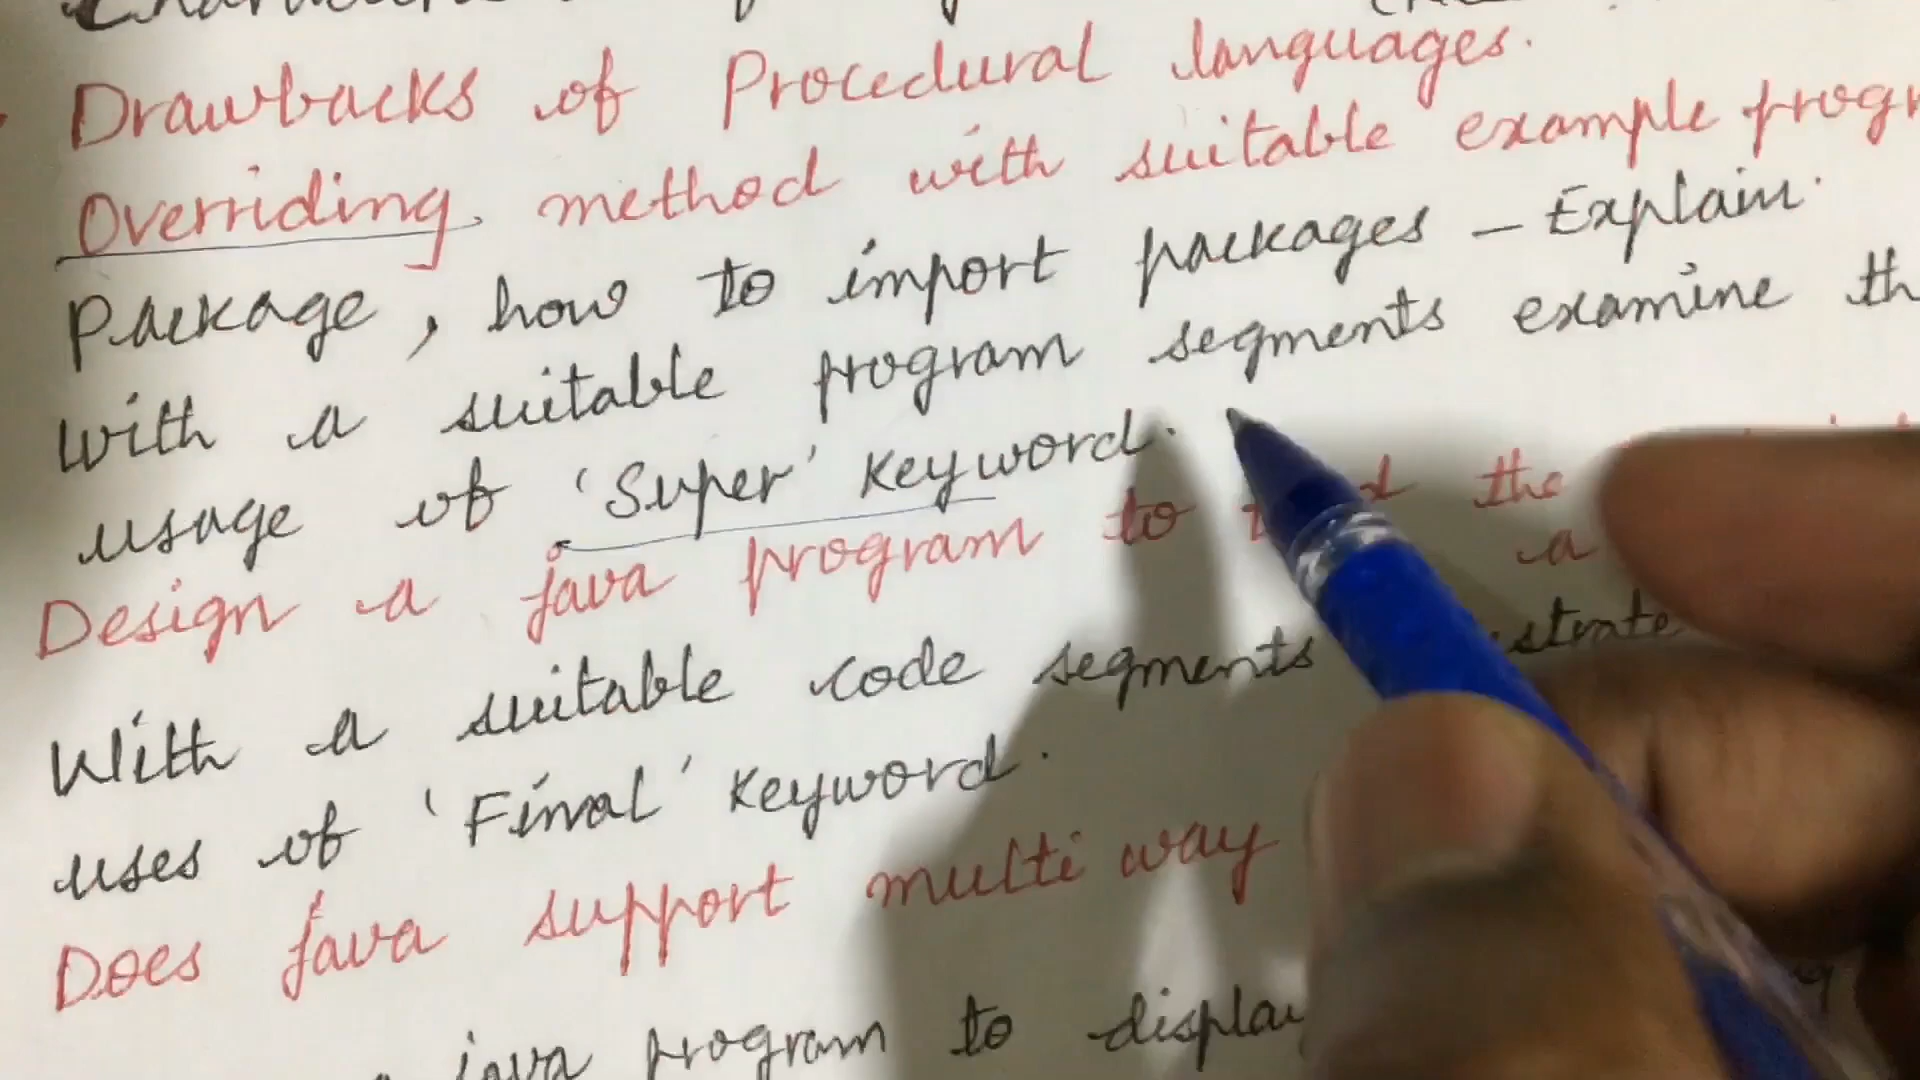 Drawbacks of Procedural languages.
Overriding method with suitable example
Package, how to import packages - Explain.
With a suitable program segments examine
usage of 'Super' keyword.
Design a java program to the
a
With a suitable code segments
uses of 'Final' keyword.
Does java support multi way
java program to